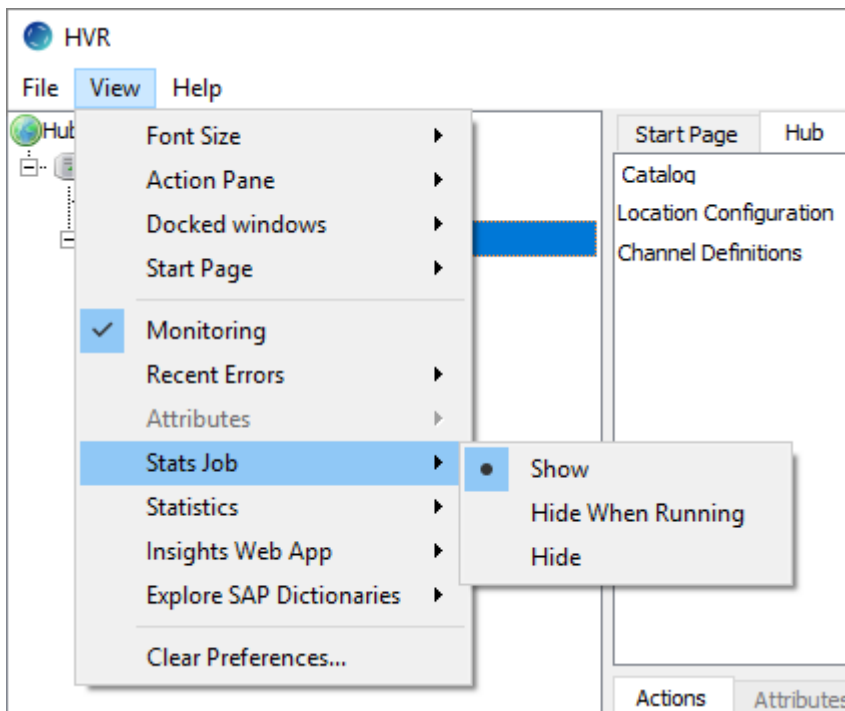 HVR
File View Help
Hub
Font Size
Action Pane
Docked windows
Start Page
Monitoring
Recent Errors
Attributes
Stats Job
Statistics
Insights Web App
Explore SAP Dictionaries
Clear Preferences...
Show
Hide When Running
Hide
Start Page Hub
Catalog
Location Configuration
Channel Definitions
Actions Attributes